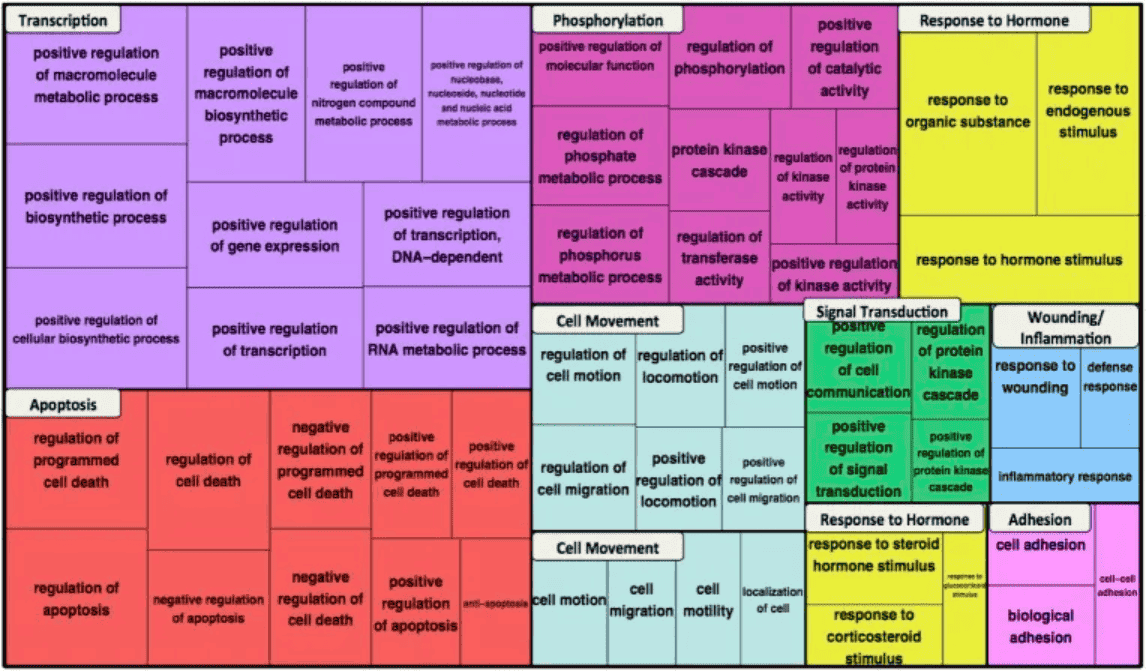 Transcription
positive regulation
of macromolecule
metabolic process
positive
regulation of
macromolecule
biosynthetic
process
positive
regulation of
nitrogen compound
metabolic process
positive regulation of
nucleobase,
nucleoside, nucleotide
and nucleic acid
metabolic process
positive regulation of
biosynthetic process
positive regulation
of gene expression
positive regulation
of transcription,
DNA-dependent
positive regulation of
cellular biosynthetic process
positive regulation
of transcription
positive regulation of
RNA metabolic process
Phosphorylation
positive regulation of
molecular function
regulation of
phosphorylation
positive
regulation
of catalytic
activity
regulation of
phosphate
metabolic process
protein kinase
cascade
regulation
of kinase
activity
regulation
of protein
kinase
activity
regulation of
phosphorus
metabolic process
regulation of
transferase
activity
positive regulation
of kinase activity
Response to Hormone
response to
organic substance
response to
endogenous
stimulus
response to hormone stimulus
Apoptosis
regulation of
programmed
cell death
regulation of
cell death
negative
regulation of
programmed
cell death
positive
regulation of
programmed
cell death
positive
regulation of
cell death
regulation of
apoptosis
negative regulation
of apoptosis
negative
regulation of
cell death
positive
regulation
of apoptosis
anti-apoptosis
Cell Movement
regulation of
cell motion
regulation of
locomotion
positive
regulation of
cell motion
regulation of
cell migration
positive
regulation of
locomotion
positive
regulation of
cell migration
Signal Transduction
positive
regulation
of cell
communication
regulation
of protein
kinase
cascade
positive
regulation
of signal
transduction
positive
regulation of
protein kinase
cascade
Wounding/
Inflammation
response to
wounding
defense
response
inflammatory response
Cell Movement
cell motion
cell
migration
cell
motility
localization
of cell
Response to Hormone
response to steroid
hormone stimulus
response to
glucocorticoid
stimulus
response to
corticosteroid
stimulus
Adhesion
cell adhesion
cell-cell
adhesion
biological
adhesion